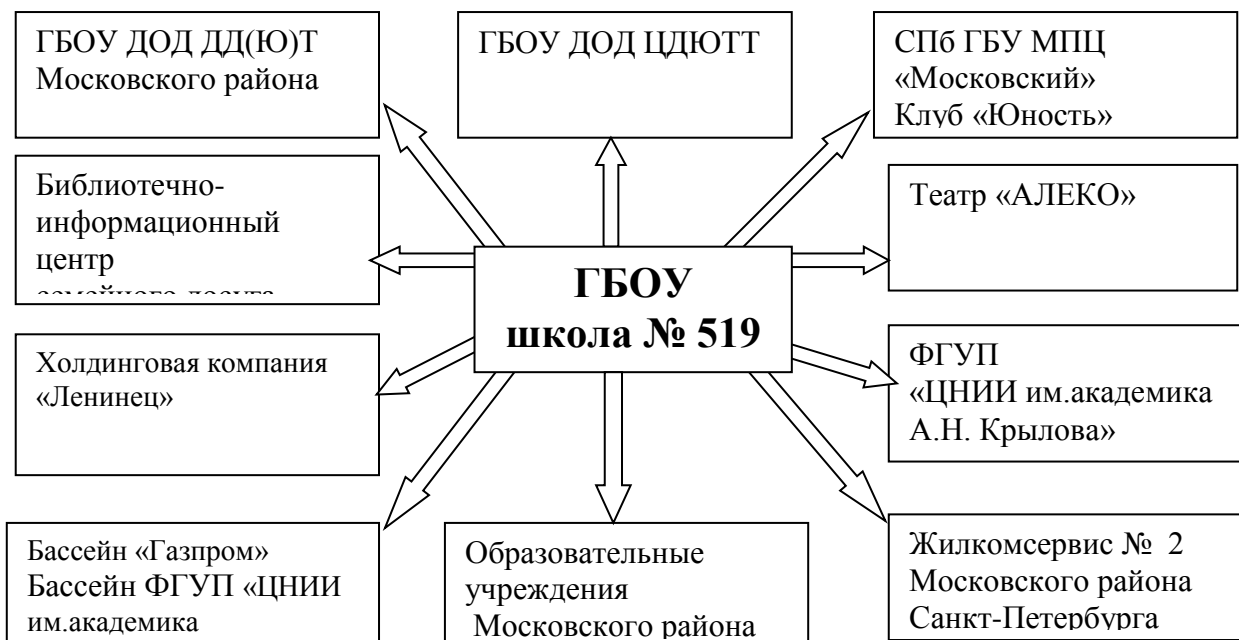 ГБОУ ДОД ДД(Ю)Т
Московского района
ГБОУ ДОД ЦДЮТТ
СПб ГБУ МПЦ
«Московский»
Клуб «Юность»
Библиотечно-
информационный
центр
семейного досуга
Театр «АЛЕКО»
ГБОУ
школа № 519
Холдинговая компания
«Ленинец»
ФГУП
«ЦНИИ им.академика
А.Н. Крылова»
Бассейн «Газпром»
Бассейн ФГУП «ЦНИИ
им.академика
Образовательные
учреждения
Московского района
Жилкомсервис № 2
Московского района
Санкт-Петербурга